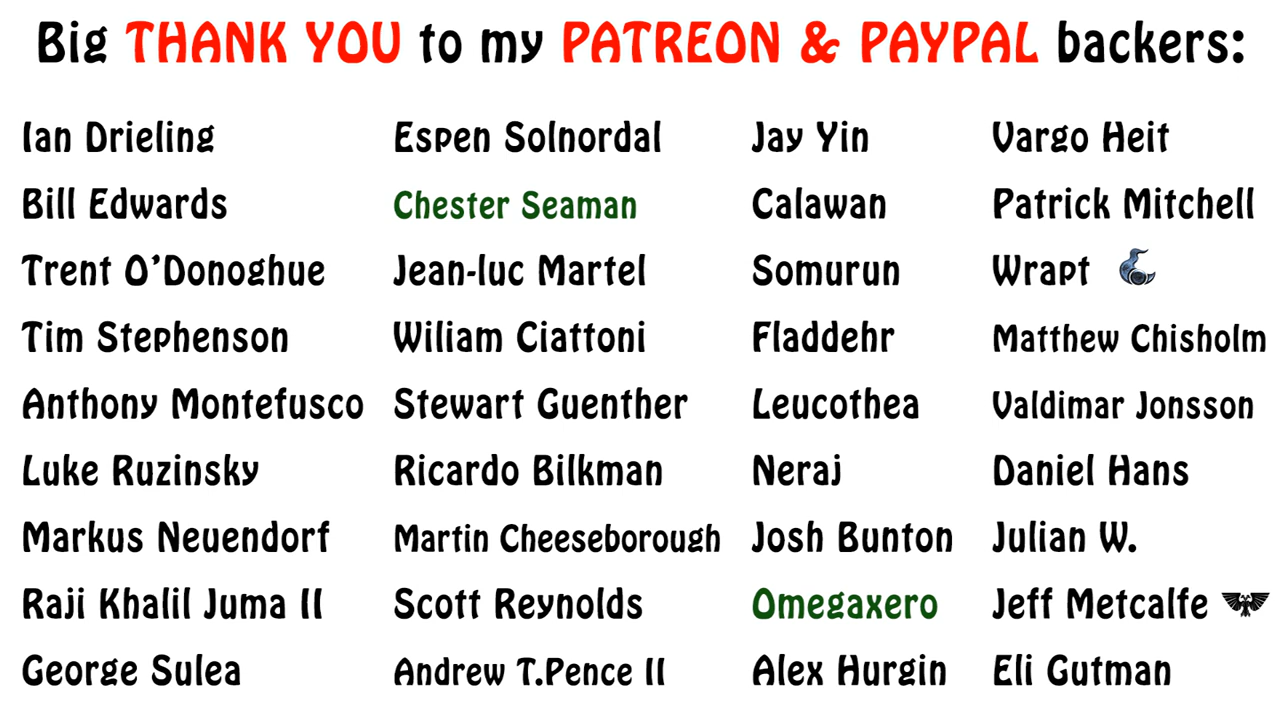 Big THANK YOU to my PATREON & PAYPAL backers:
Ian Drieling
Bill Edwards
Trent O'Donoghue
Tim Stephenson
Anthony Montefusco
Luke Ruzinsky
Markus Neuendorf
Raji Khalil Juma II
George Sulea
Espen Solnordal
Chester Seaman
Jean-luc Martel
Wiliam Ciattoni
Stewart Guenther
Ricardo Bilkman
Martin Cheeseborough
Scott Reynolds
Andrew T.Pence II
Jay Yin
Calawan
Somurun
Fladdehr
Leucothea
Neraj
Josh Bunton
Omegaxero
Alex Hurgin
Vargo Heit
Patrick Mitchell
Wrapt
Matthew Chisholm
Valdimar Jonsson
Daniel Hans
Julian W.
Jeff Metcalfe
Eli Gutman